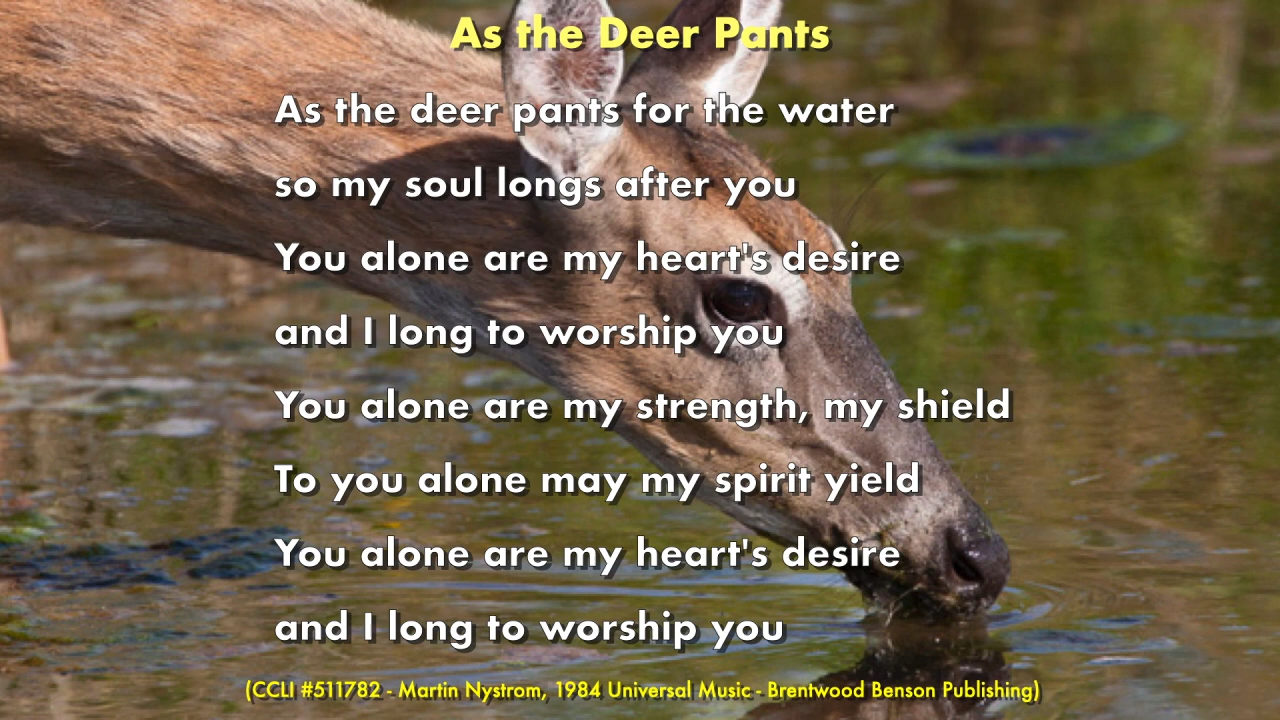 As the Deer Pants
As the deer pants for the water
so my soul longs after you
You alone are my heart's desire
and I long to worship you
You alone are my strength, my shield
To you alone may my spirit yield
You alone are my heart's desire
and I long to worship you
(CCLI #511782 - Martin Nystrom, 1984 Universal Music - Brentwood Benson Publishing)